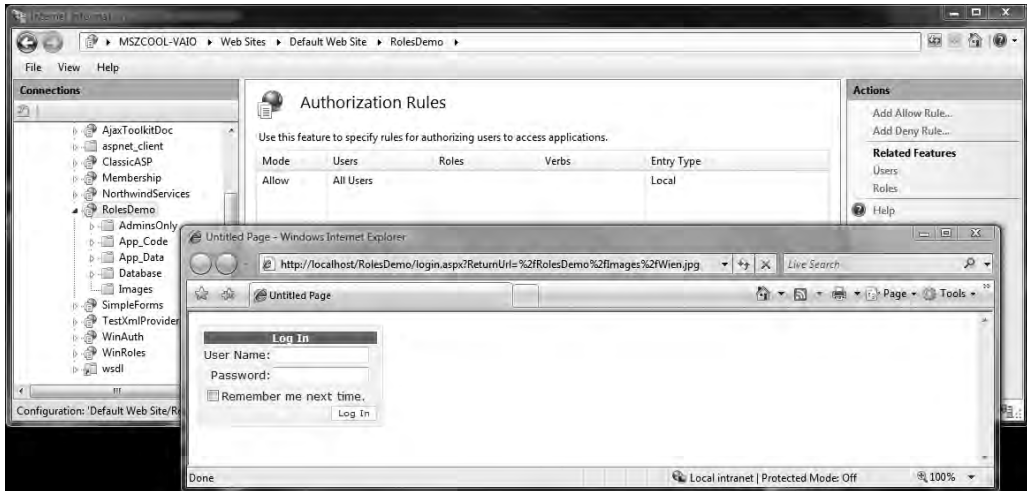 Internet Informat
MSZCOOL-VAIO ▸ Web Sites ▸ Default Web Site ▸ RolesDemo ▸
File View Help
Connections
AjaxToolkitDoc
aspnet_client
ClassicASP
Membership
NorthwindServices
RolesDemo
AdminsOnly
App_Code
App_Data
Database
Images
SimpleForms
TestXmlProvider
WinAuth
WinRoles
wsdl
Configuration: 'Default Web Site/R
Authorization Rules
Use this feature to specify rules for authorizing users to access applications.
Mode Users Roles Verbs Entry Type
Allow All Users Local
Actions
Add Allow Rule...
Add Deny Rule...
Related Features
Users
Roles
Help
Untitled Page - Windows Internet Explorer
http://localhost/RolesDemo/login.aspx?ReturnUrl=%2fRolesDemo%2fImages%2fWien.jpg
Live Search
Untitled Page
Page Tools
Log In
User Name:
Password:
Remember me next time.
Log In
Done
Local intranet | Protected Mode: Off
100%